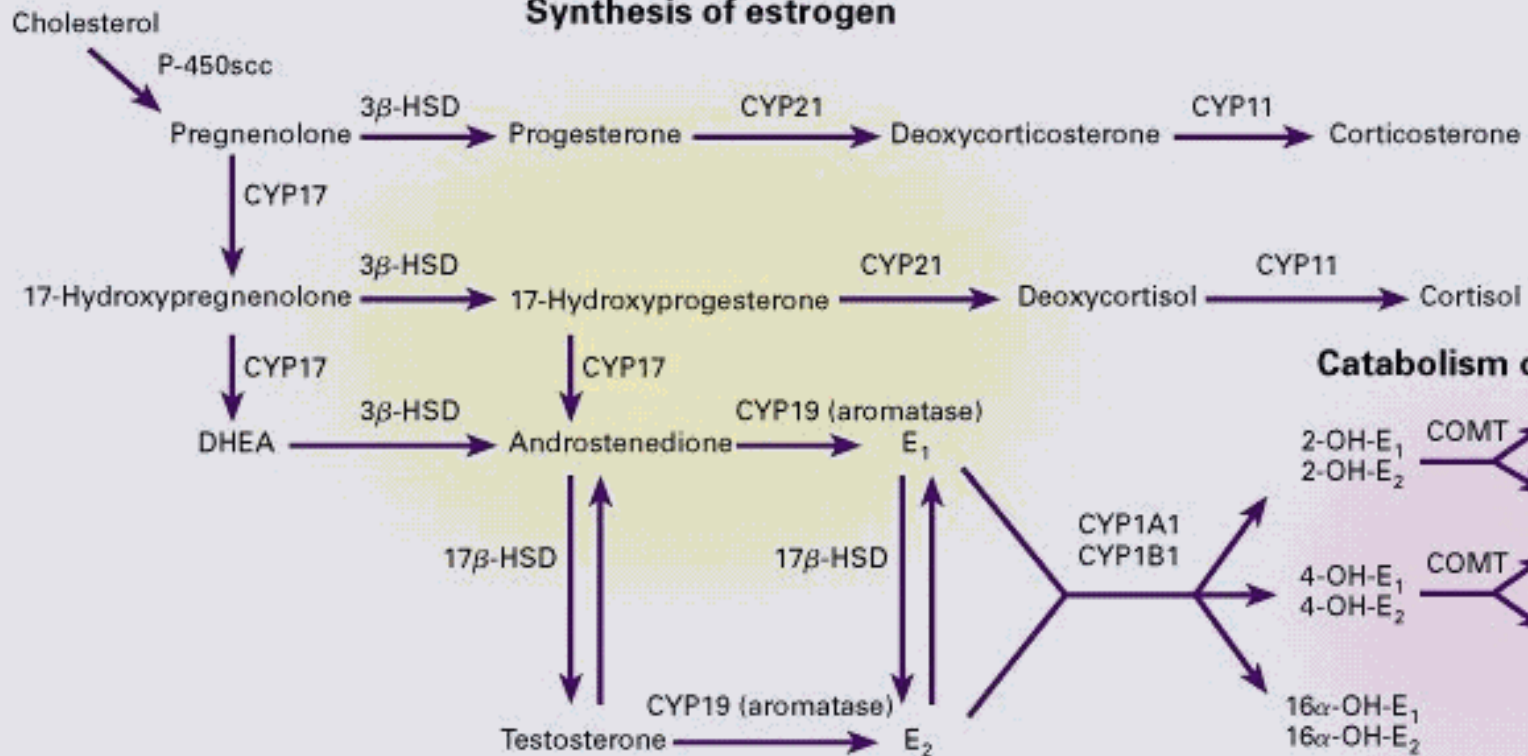 Synthesis of estrogen
Cholesterol
P-450scc
3β-HSD
CYP21
CYP11
Pregnenolone
Progesterone
Deoxycorticosterone
Corticosterone
CYP17
3β-HSD
CYP21
CYP11
17-Hydroxypregnenolone
17-Hydroxyprogesterone
Deoxycortisol
Cortisol
CYP17
CYP17
Catabolism
3β-HSD
CYP19 (aromatase)
DHEA
Androstenedione
E₁
2-OH-E₁
2-OH-E₂
COMT
17β-HSD
17β-HSD
CYP1A1
CYP1B1
4-OH-E₁
4-OH-E₂
COMT
16α-OH-E₁
16α-OH-E₂
CYP19 (aromatase)
Testosterone
E₂